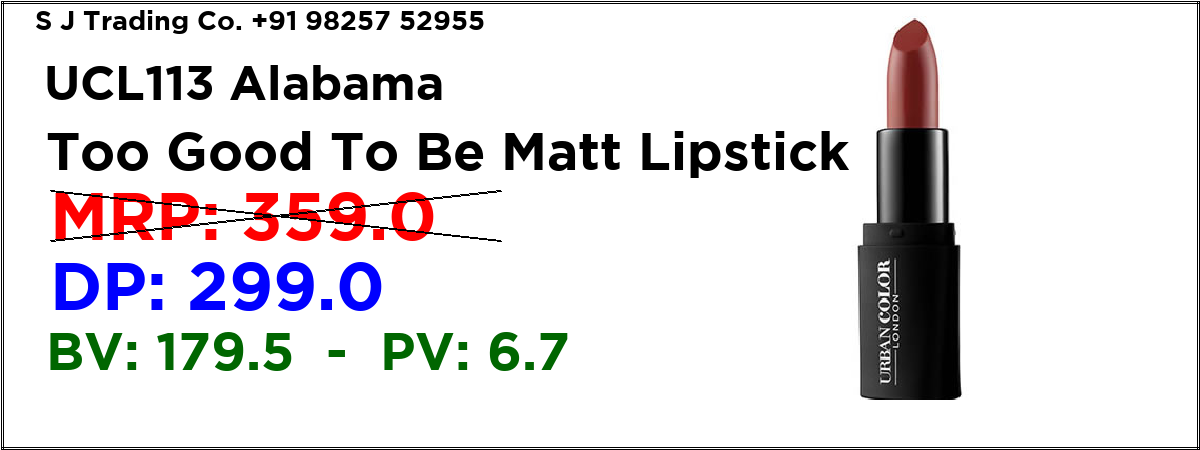 S J Trading Co. +91 98257 52955
UCL113 Alabama
Too Good To Be Matt Lipstick
MRP: 359.0
DP: 299.0
BV: 179.5 - PV: 6.7
URBAN COLOR
LONDON